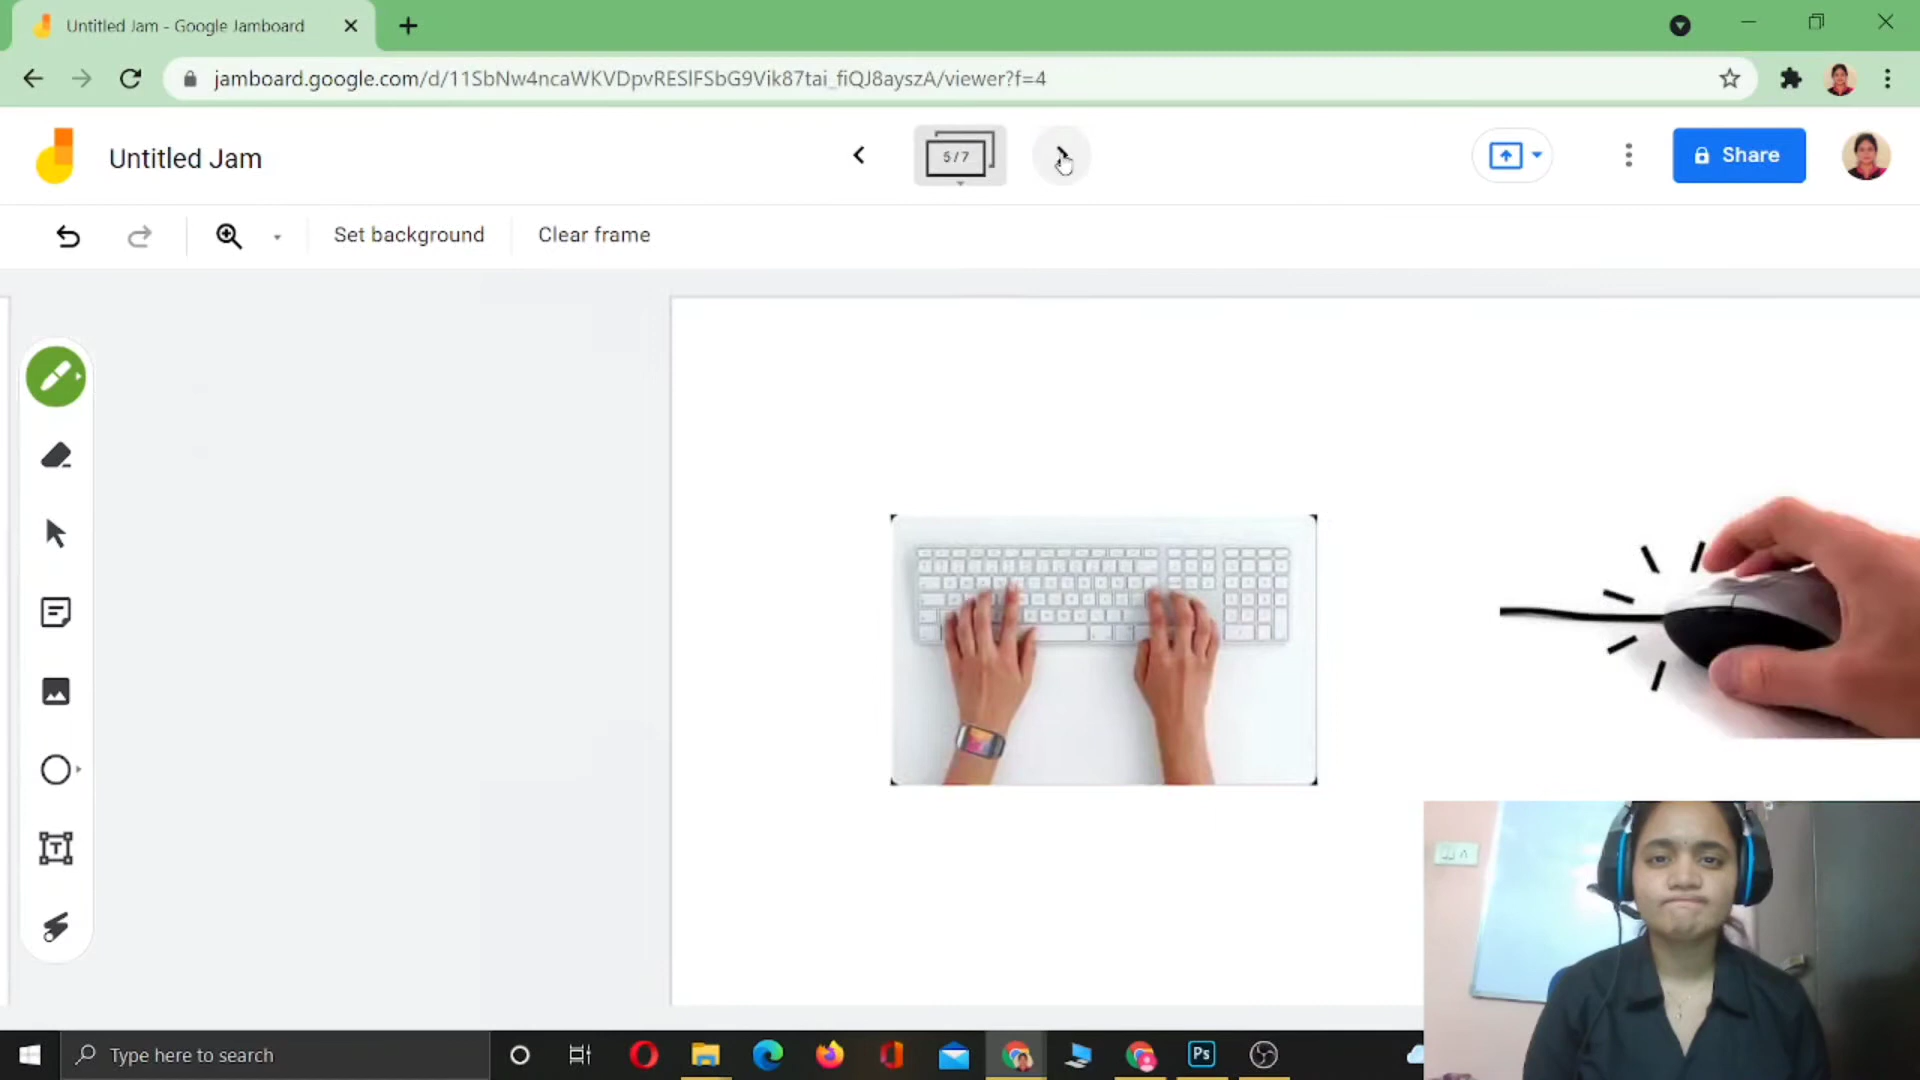 Untitled Jam - Google Jamboard
jamboard.google.com/d/11SbNw4ncaWKVDpvRESlFSbG9Vik87tai_fiQJ8ayszA/viewer?f=4
Untitled Jam
5/7
Share
Set background
Clear frame
T
Type here to search
Ps